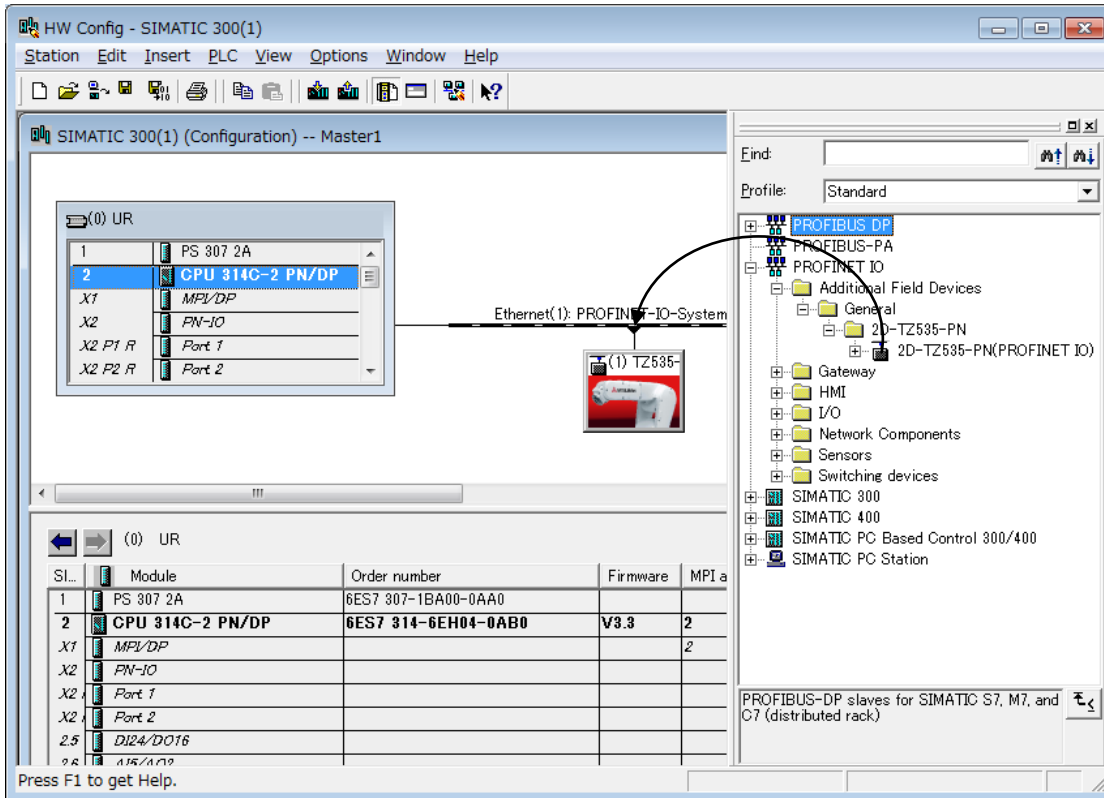 HW Config - SIMATIC 300(1)
Station Edit Insert PLC View Options Window Help
SIMATIC 300(1) (Configuration) -- Master1
(0) UR
1 PS 307 2A
2 CPU 314C-2 PN/DP
X1 MPI/DP
X2 PN-IO
X2 P1 R Port 1
X2 P2 R Port 2
Ethernet(1): PROFINET-IO-System
(1) TZ535-
Find:
Profile: Standard
PROFIBUS DP
PROFIBUS-PA
PROFINET IO
Additional Field Devices
General
2D-TZ535-PN
2D-TZ535-PN(PROFINET IO)
Gateway
HMI
I/O
Network Components
Sensors
Switching devices
SIMATIC 300
SIMATIC 400
SIMATIC PC Based Control 300/400
SIMATIC PC Station
PROFIBUS-DP slaves for SIMATIC S7, M7, and
C7 (distributed rack)
(0) UR
Sl... Module Order number Firmware MPI a
1 PS 307 2A 6ES7 307-1BA00-0AA0
2 CPU 314C-2 PN/DP 6ES7 314-6EH04-0AB0 V3.3 2
X1 MPI/DP 2
X2 PN-IO
X2 Port 1
X2 Port 2
2.5 DI24/DO16
2.6 AI5/AO2
Press F1 to get Help.